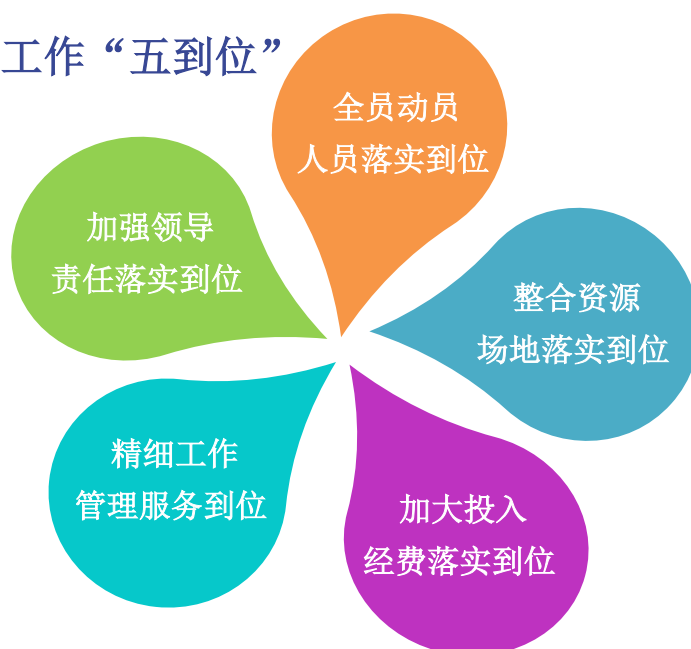 工作“五到位”
全员动员
人员落实到位
加强领导
责任落实到位
整合资源
场地落实到位
精细工作
管理服务到位
加大投入
经费落实到位